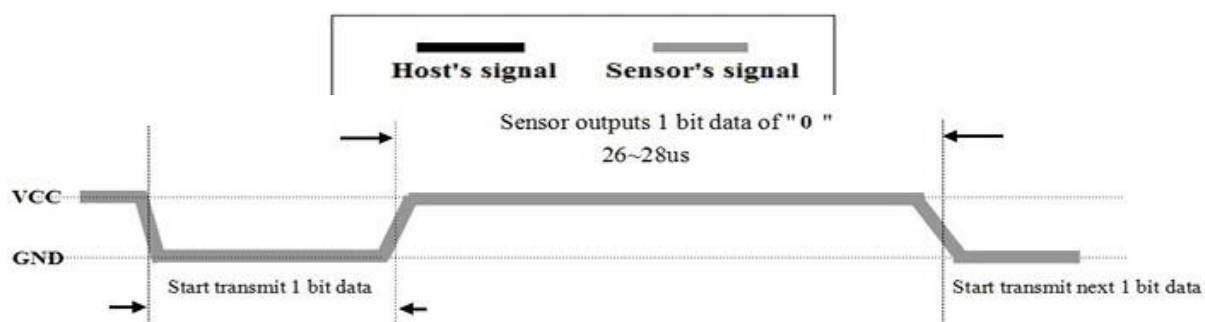 Host's signal Sensor's signal
Sensor outputs 1 bit data of " 0 "
26~28us
VCC
GND
Start transmit 1 bit data
Start transmit next 1 bit data